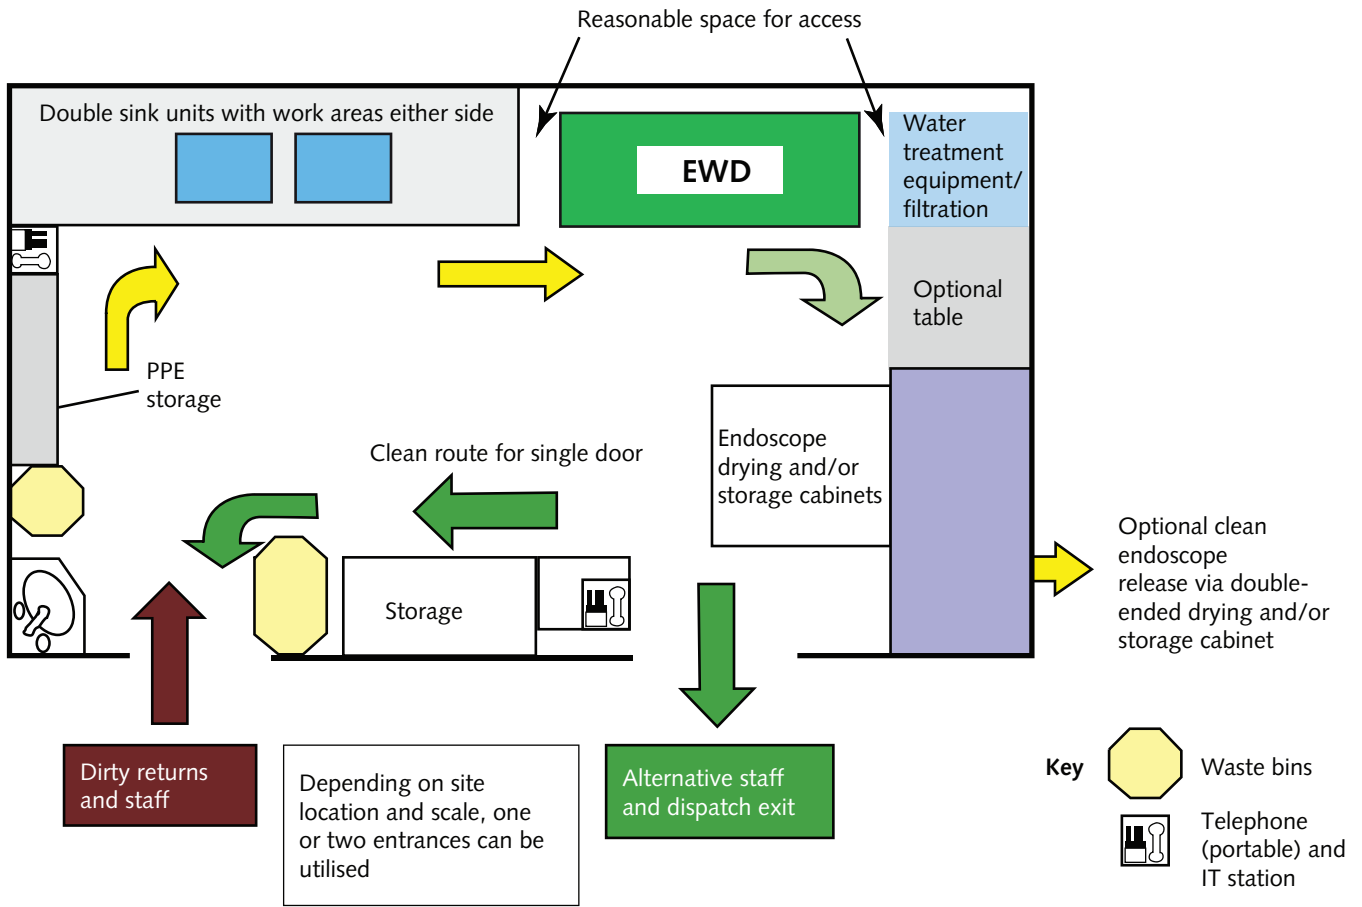 Reasonable space for access
Double sink units with work areas either side
EWD
Water
treatment
equipment/
filtration
Optional
table
PPE
storage
Clean route for single door
Endoscope
drying and/or
storage cabinets
Optional clean
endoscope
release via double-
ended drying and/or
storage cabinet
Storage
Dirty returns
and staff
Depending on site
location and scale, one
or two entrances can be
utilised
Alternative staff
and dispatch exit
Key
Waste bins
Telephone
(portable) and
IT station